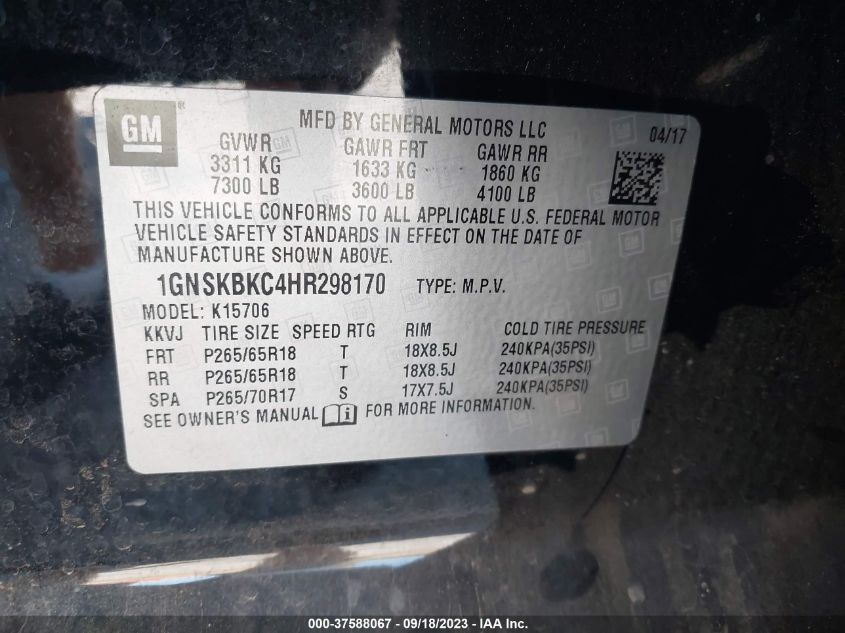 GM ®
MFD BY GENERAL MOTORS LLC 04/17
GVWR GAWR FRT GAWR RR
3311 KG 1633 KG 1860 KG
7300 LB 3600 LB 4100 LB
THIS VEHICLE CONFORMS TO ALL APPLICABLE U.S. FEDERAL MOTOR
VEHICLE SAFETY STANDARDS IN EFFECT ON THE DATE OF
MANUFACTURE SHOWN ABOVE.
1GNSKBKC4HR298170 TYPE: M.P.V.
MODEL: K15706
KKVJ TIRE SIZE SPEED RTG RIM COLD TIRE PRESSURE
FRT P265/65R18 T 18X8.5J 240KPA(35PSI)
RR P265/65R18 T 18X8.5J 240KPA(35PSI)
SPA P265/70R17 S 17X7.5J 240KPA(35PSI)
SEE OWNER'S MANUAL i FOR MORE INFORMATION.
000-37588067 - 09/18/2023 - IAA Inc.